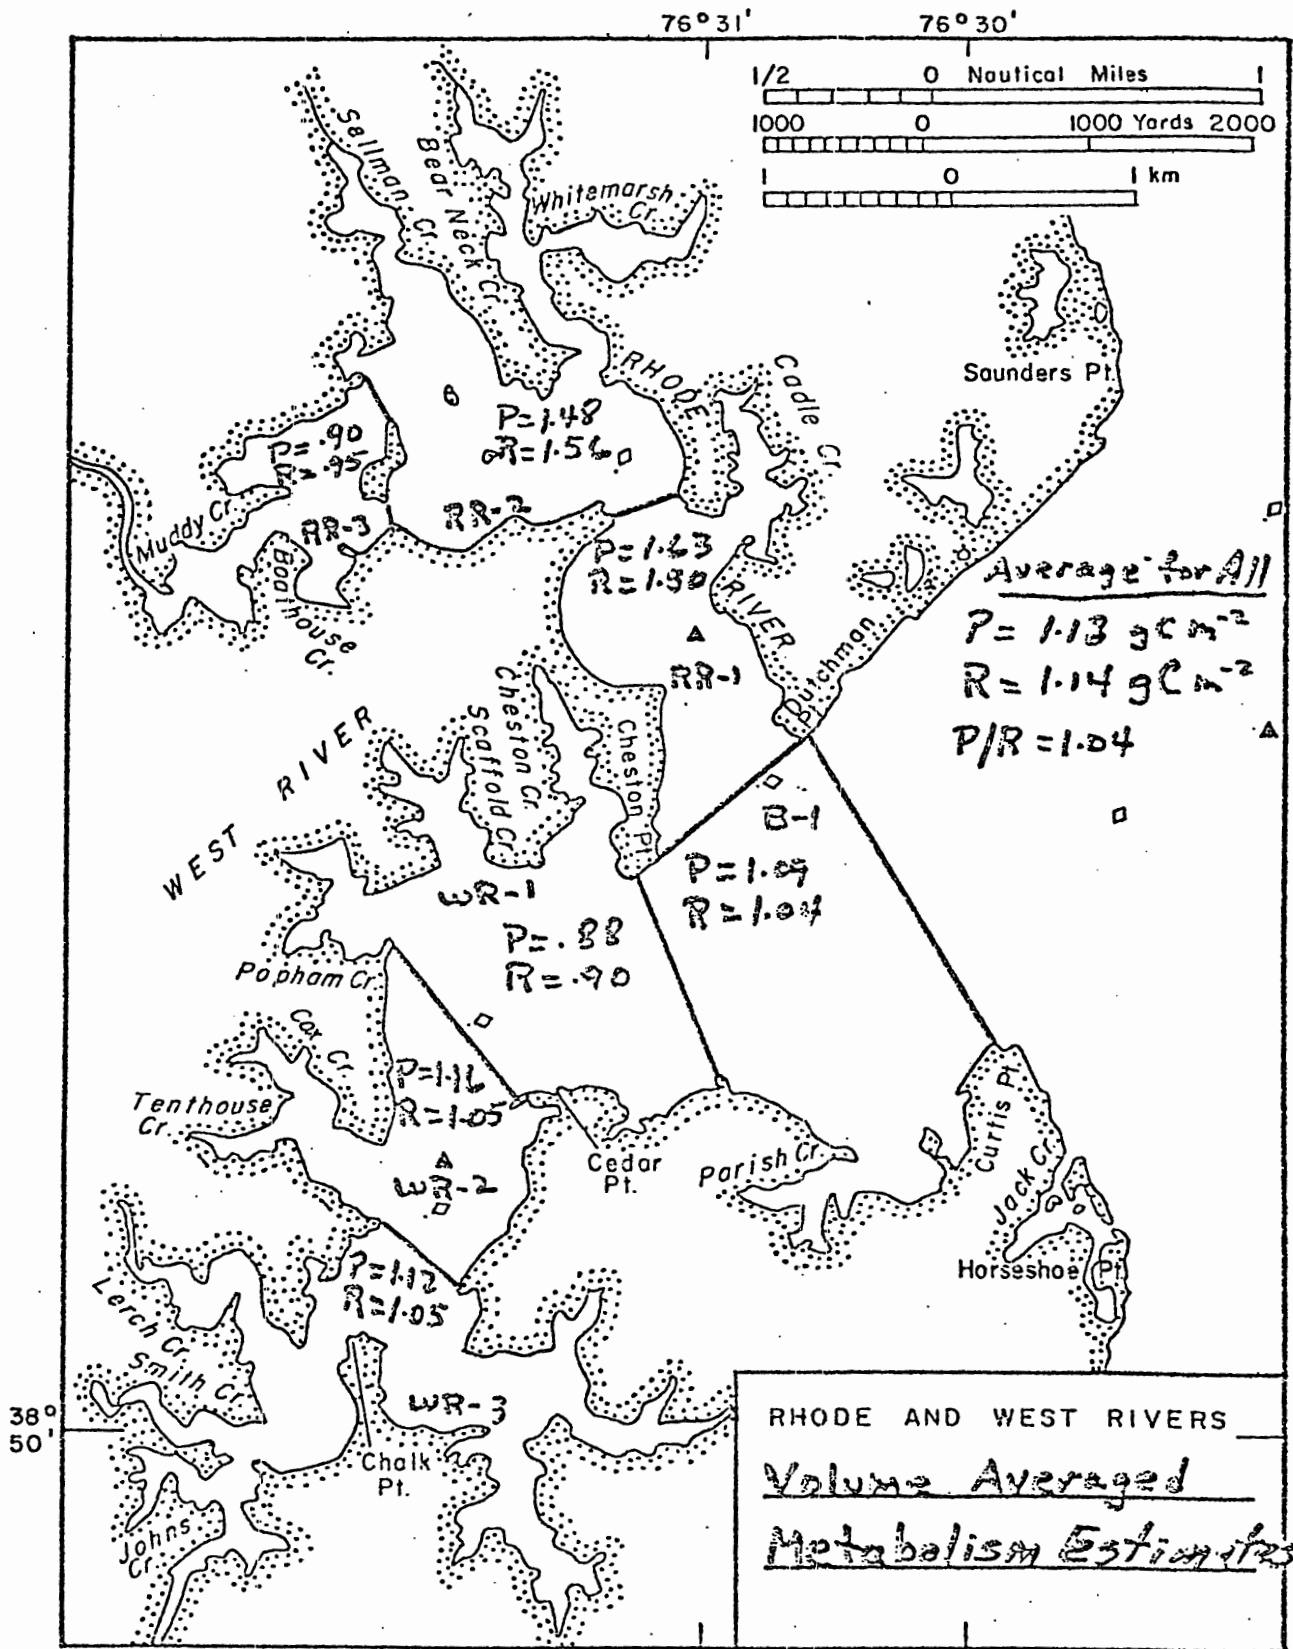 76°31' 76°30'
1/2 0 Nautical Miles 1
1000 0 1000 Yards 2000
1 0 1 km
Sellman Cr.
Bear Neck Cr.
Whitemarsh Cr.
RHODE
Cadle Cr.
Saunders Pt.
P=1.48
R=1.56
P=.90
R=.95
Muddy Cr.
RR-3
RR-2
Boathouse Cr.
R=1.30
RIVER
RR-1
Dutchman Pt.
Average for All
P= 1.13 gC m⁻²
R= 1.14 gC m⁻²
P/R = 1.04
WEST RIVER
Cheston Cr.
Scaffold Cr.
Cheston Pt.
B-1
P=1.09
R=1.04
WR-1
P=.88
R=.90
Popham Cr.
Cox Cr.
P=1.16
R=1.05
Tenthouse Cr.
WR-2
Cedar Pt.
Parish Cr.
Curtis Pt.
Jack Cr.
Horseshoe Pt.
P=1.12
R=1.05
Lerch Cr.
Smith Cr.
WR-3
38°
50'
Chalk Pt.
Johns Cr.
RHODE AND WEST RIVERS
Volume Averaged
Metabolism Estimates